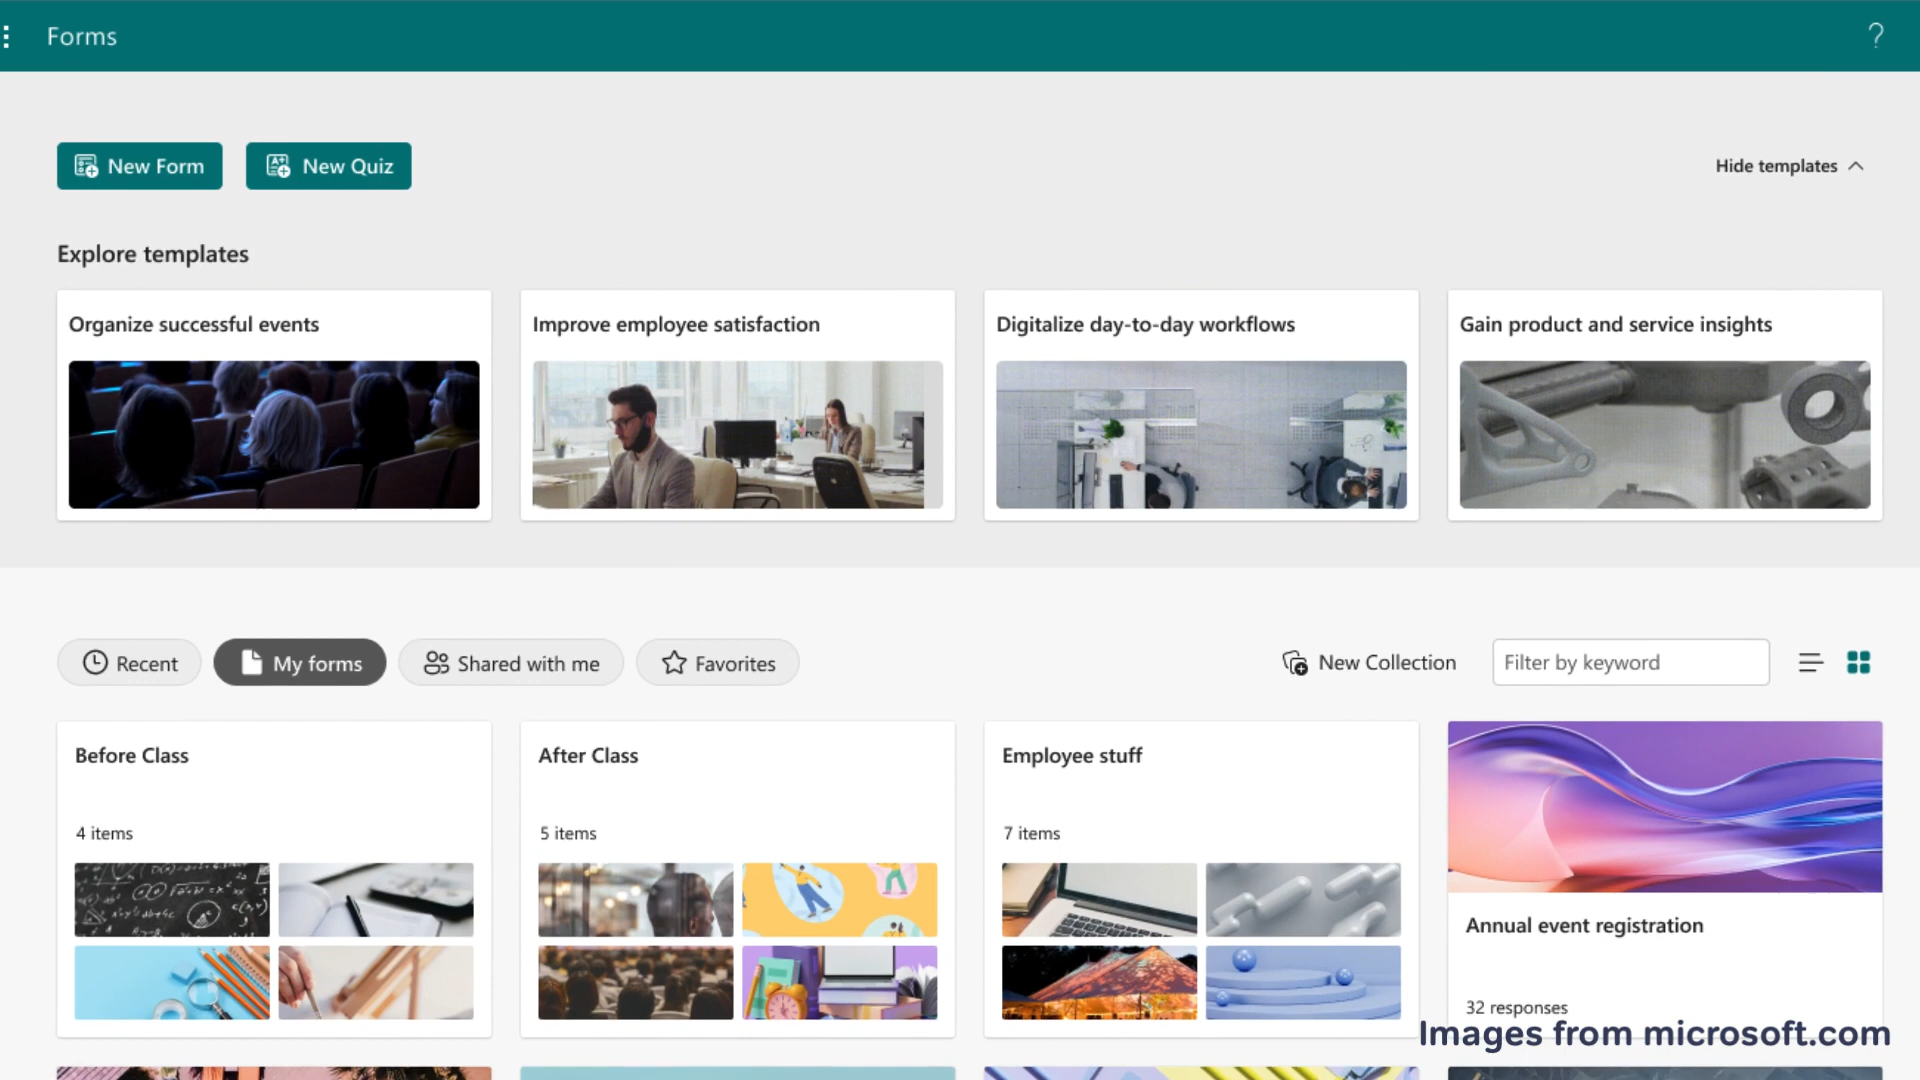 Forms
?
New Form
New Quiz
Hide templates
Explore templates
Organize successful events
Improve employee satisfaction
Digitalize day-to-day workflows
Gain product and service insights
Recent
My forms
Shared with me
Favorites
New Collection
Filter by keyword
Before Class
After Class
Employee stuff
4 items
5 items
7 items
Annual event registration
32 responses
Images from microsoft.com